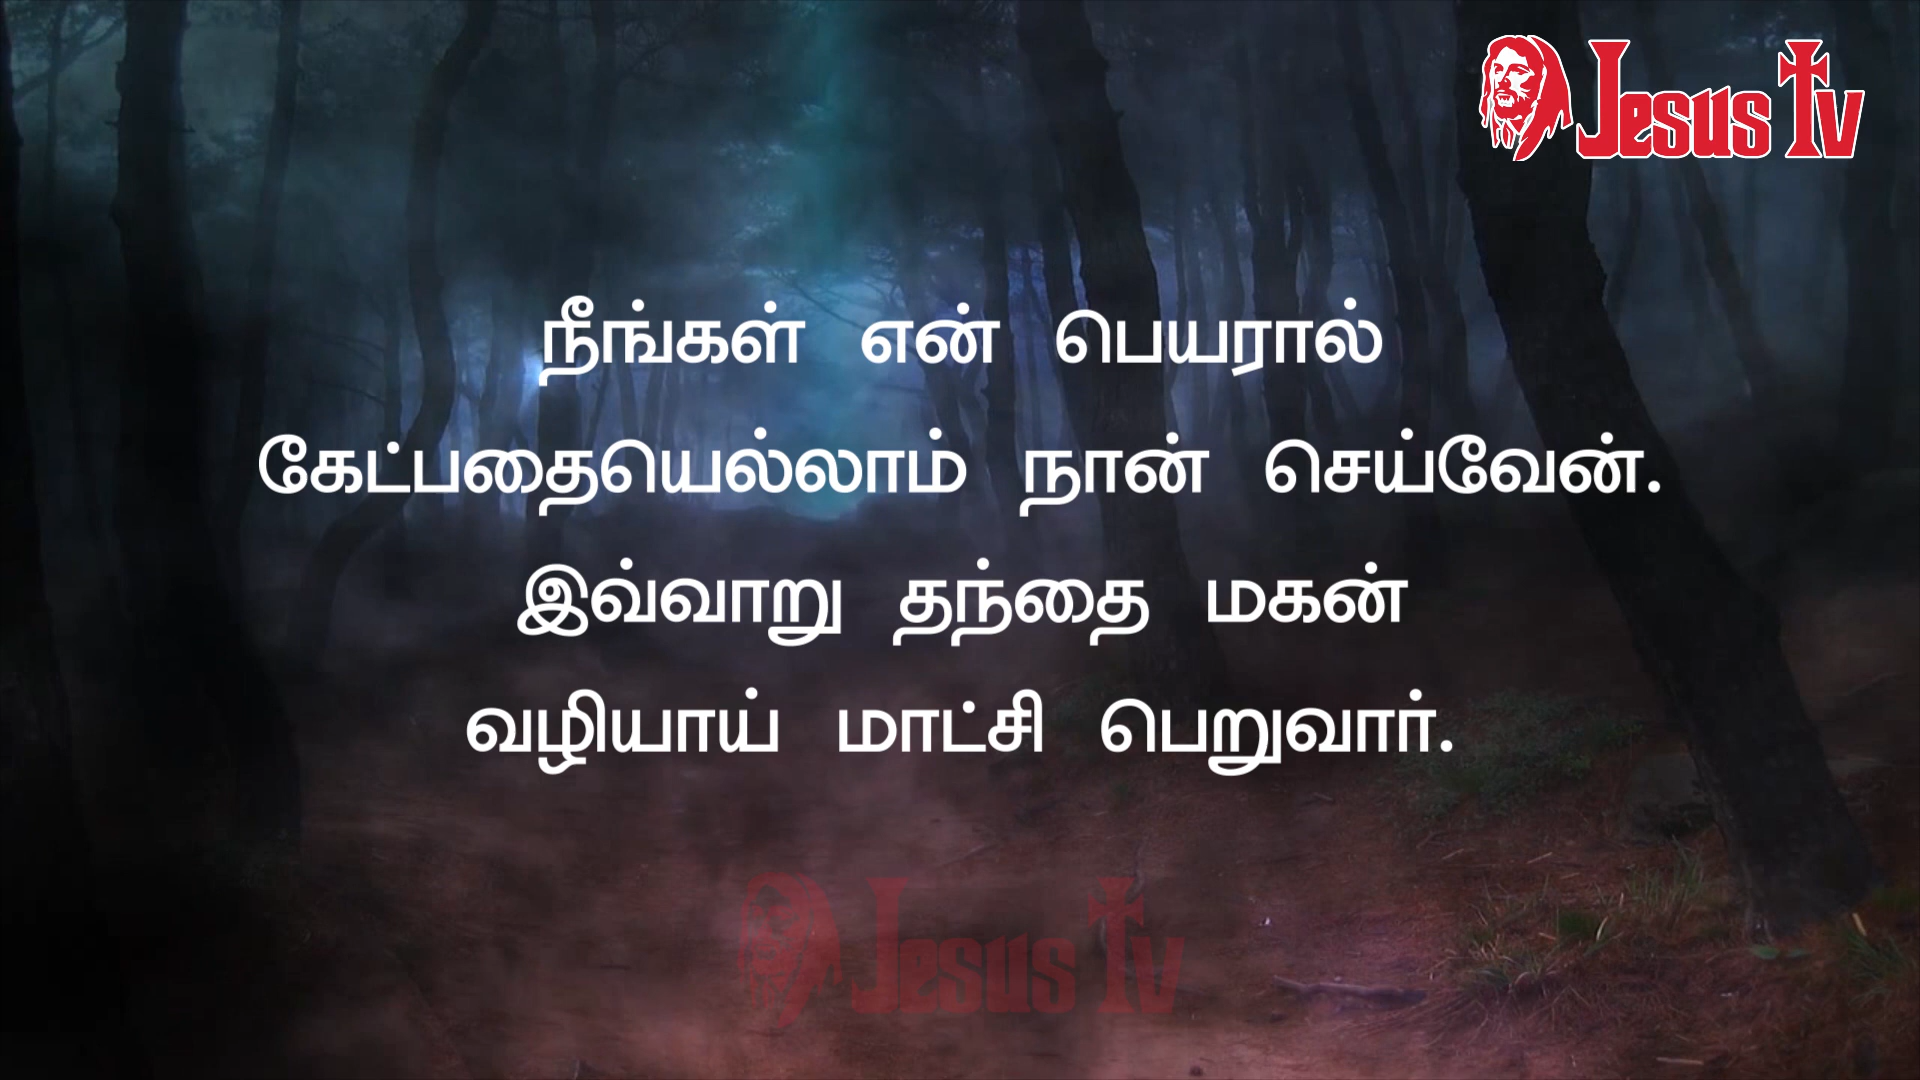 Jesus Tv
நீங்கள் என் பெயரால்
கேட்பதையெல்லாம் நான் செய்வேன்.
இவ்வாறு தந்தை மகன்
வழியாய் மாட்சி பெறுவார்.
Jesus Tv